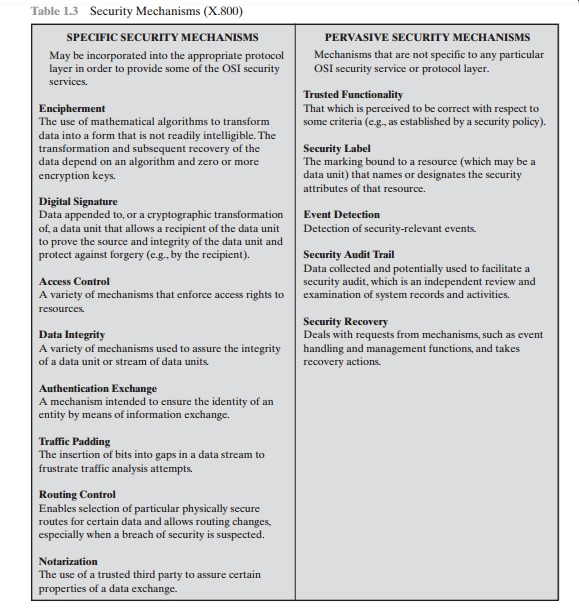 Table 1.3 Security Mechanisms (X.800)
SPECIFIC SECURITY MECHANISMS
May be incorporated into the appropriate protocol
layer in order to provide some of the OSI security
services.
Encipherment
The use of mathematical algorithms to transform
data into a form that is not readily intelligible. The
transformation and subsequent recovery of the
data depend on an algorithm and zero or more
encryption keys.
Digital Signature
Data appended to, or a cryptographic transformation
of, a data unit that allows a recipient of the data unit
to prove the source and integrity of the data unit and
protect against forgery (e.g., by the recipient).
Access Control
A variety of mechanisms that enforce access rights to
resources.
Data Integrity
A variety of mechanisms used to assure the integrity
of a data unit or stream of data units.
Authentication Exchange
A mechanism intended to ensure the identity of an
entity by means of information exchange.
Traffic Padding
The insertion of bits into gaps in a data stream to
frustrate traffic analysis attempts.
Routing Control
Enables selection of particular physically secure
routes for certain data and allows routing changes,
especially when a breach of security is suspected.
Notarization
The use of a trusted third party to assure certain
properties of a data exchange.
PERVASIVE SECURITY MECHANISMS
Mechanisms that are not specific to any particular
OSI security service or protocol layer.
Trusted Functionality
That which is perceived to be correct with respect to
some criteria (e.g., as established by a security policy).
Security Label
The marking bound to a resource (which may be a
data unit) that names or designates the security
attributes of that resource.
Event Detection
Detection of security-relevant events.
Security Audit Trail
Data collected and potentially used to facilitate a
security audit, which is an independent review and
examination of system records and activities.
Security Recovery
Deals with requests from mechanisms, such as event
handling and management functions, and takes
recovery actions.